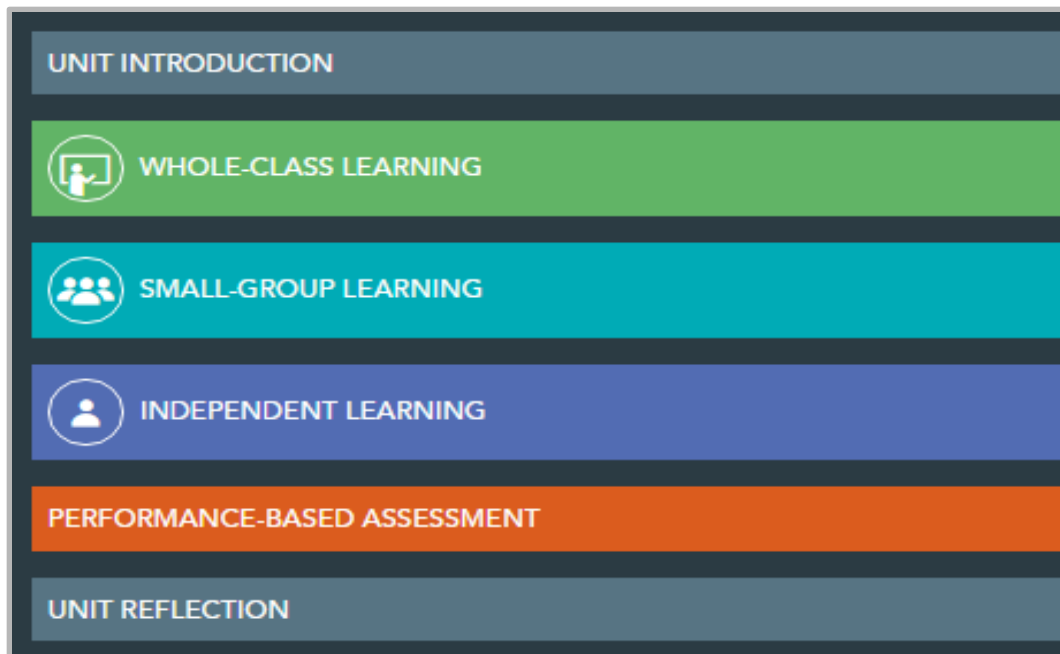 UNIT INTRODUCTION
WHOLE-CLASS LEARNING
SMALL-GROUP LEARNING
INDEPENDENT LEARNING
PERFORMANCE-BASED ASSESSMENT
UNIT REFLECTION